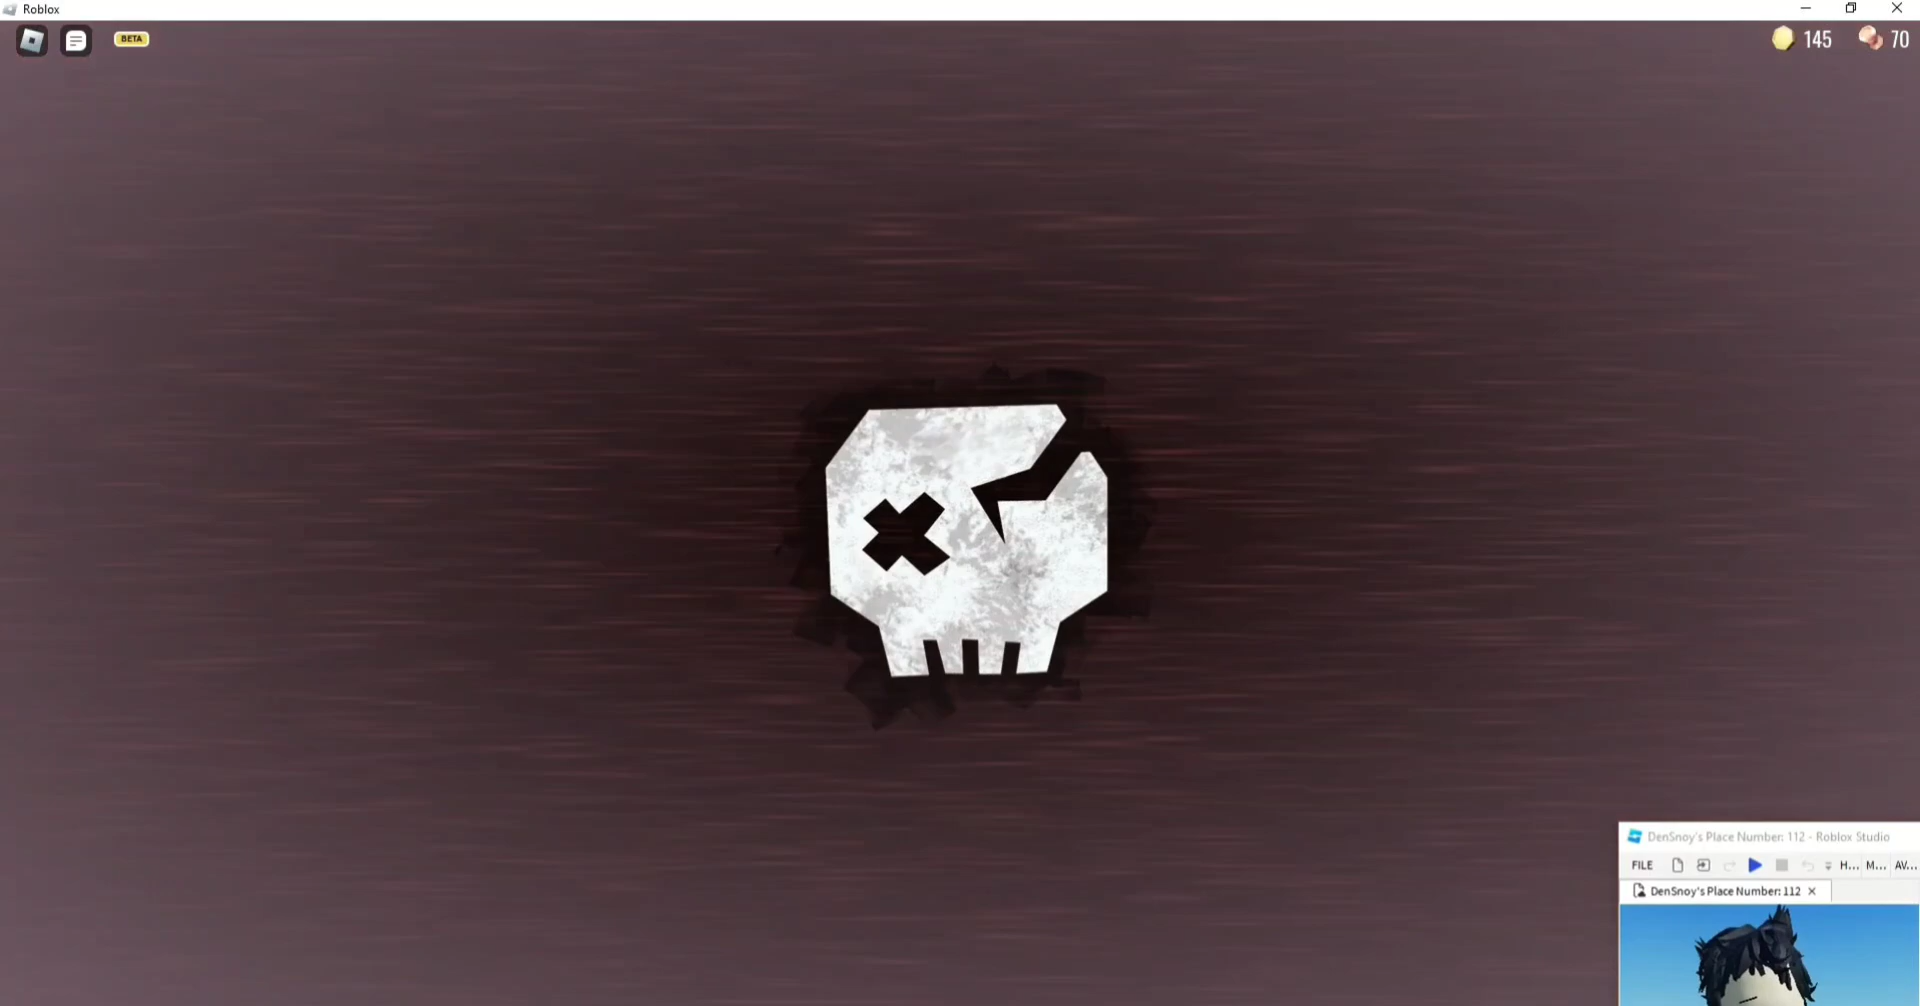 Roblox
BETA
145
70
DenSnoy's Place Number: 112 - Roblox Studio
FILE
H...
M...
AV...
DenSnoy's Place Number: 112